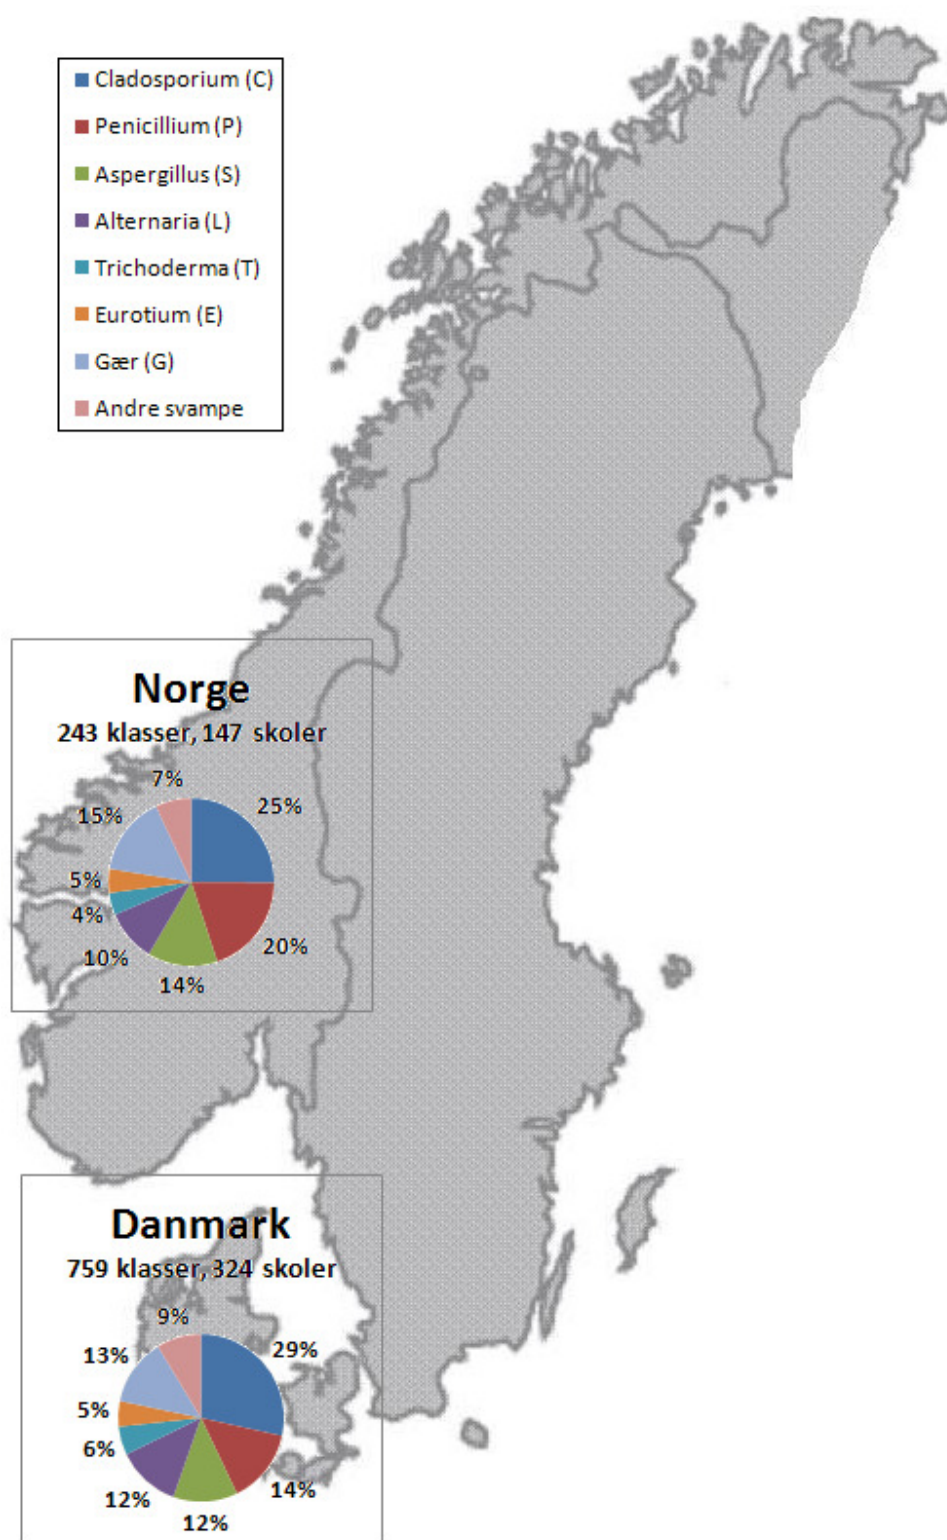 Cladosporium (C)
Penicillium (P)
Aspergillus (S)
Alternaria (L)
Trichoderma (T)
Eurotium (E)
Gær (G)
Andre svampe
Norge
243 klasser, 147 skoler
7%
25%
15%
5%
4%
10%
14%
20%
Danmark
759 klasser, 324 skoler
9%
29%
13%
5%
6%
12%
12%
14%